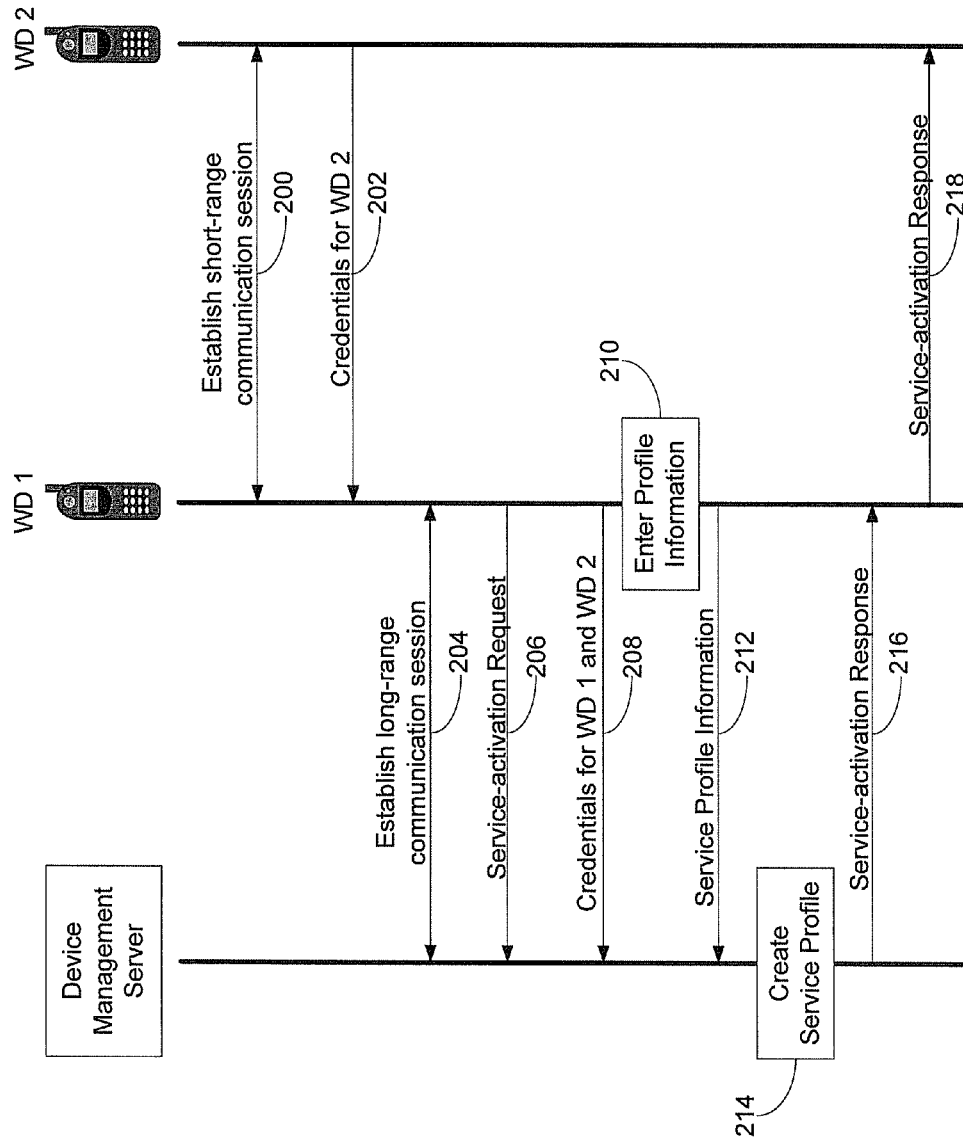 Device
Management
Server
WD 1
WD 2
Establish short-range
communication session
200
Credentials for WD 2
202
Establish long-range
communication session
204
Service-activation Request
206
Credentials for WD 1 and WD 2
208
Enter Profile
Information
210
Service Profile Information
212
Create
Service Profile
214
Service-activation Response
216
Service-activation Response
218